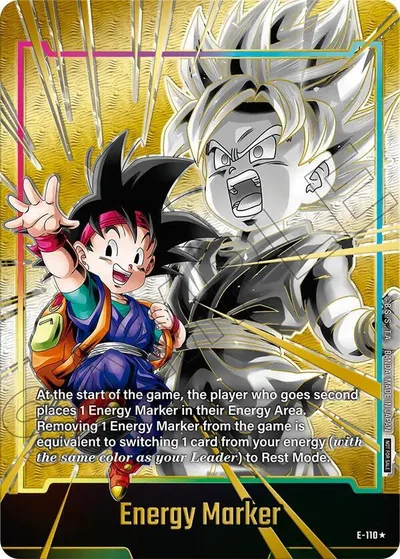 At the start of the game, the player who goes second
places 1 Energy Marker in their Energy Area.
Removing 1 Energy Marker from the game is
equivalent to switching 1 card from your energy (with
the same color as your Leader) to Rest Mode.
Energy Marker
E-110★
BANDAI MADE IN JAPAN
NOT FOR SALE